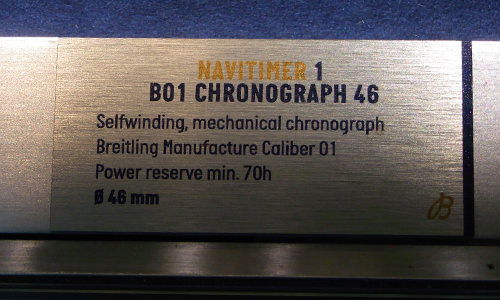 NAVITIMER 1
B01 CHRONOGRAPH 46
Selfwinding, mechanical chronograph
Breitling Manufacture Caliber 01
Power reserve min. 70h
Ø 46 mm
B